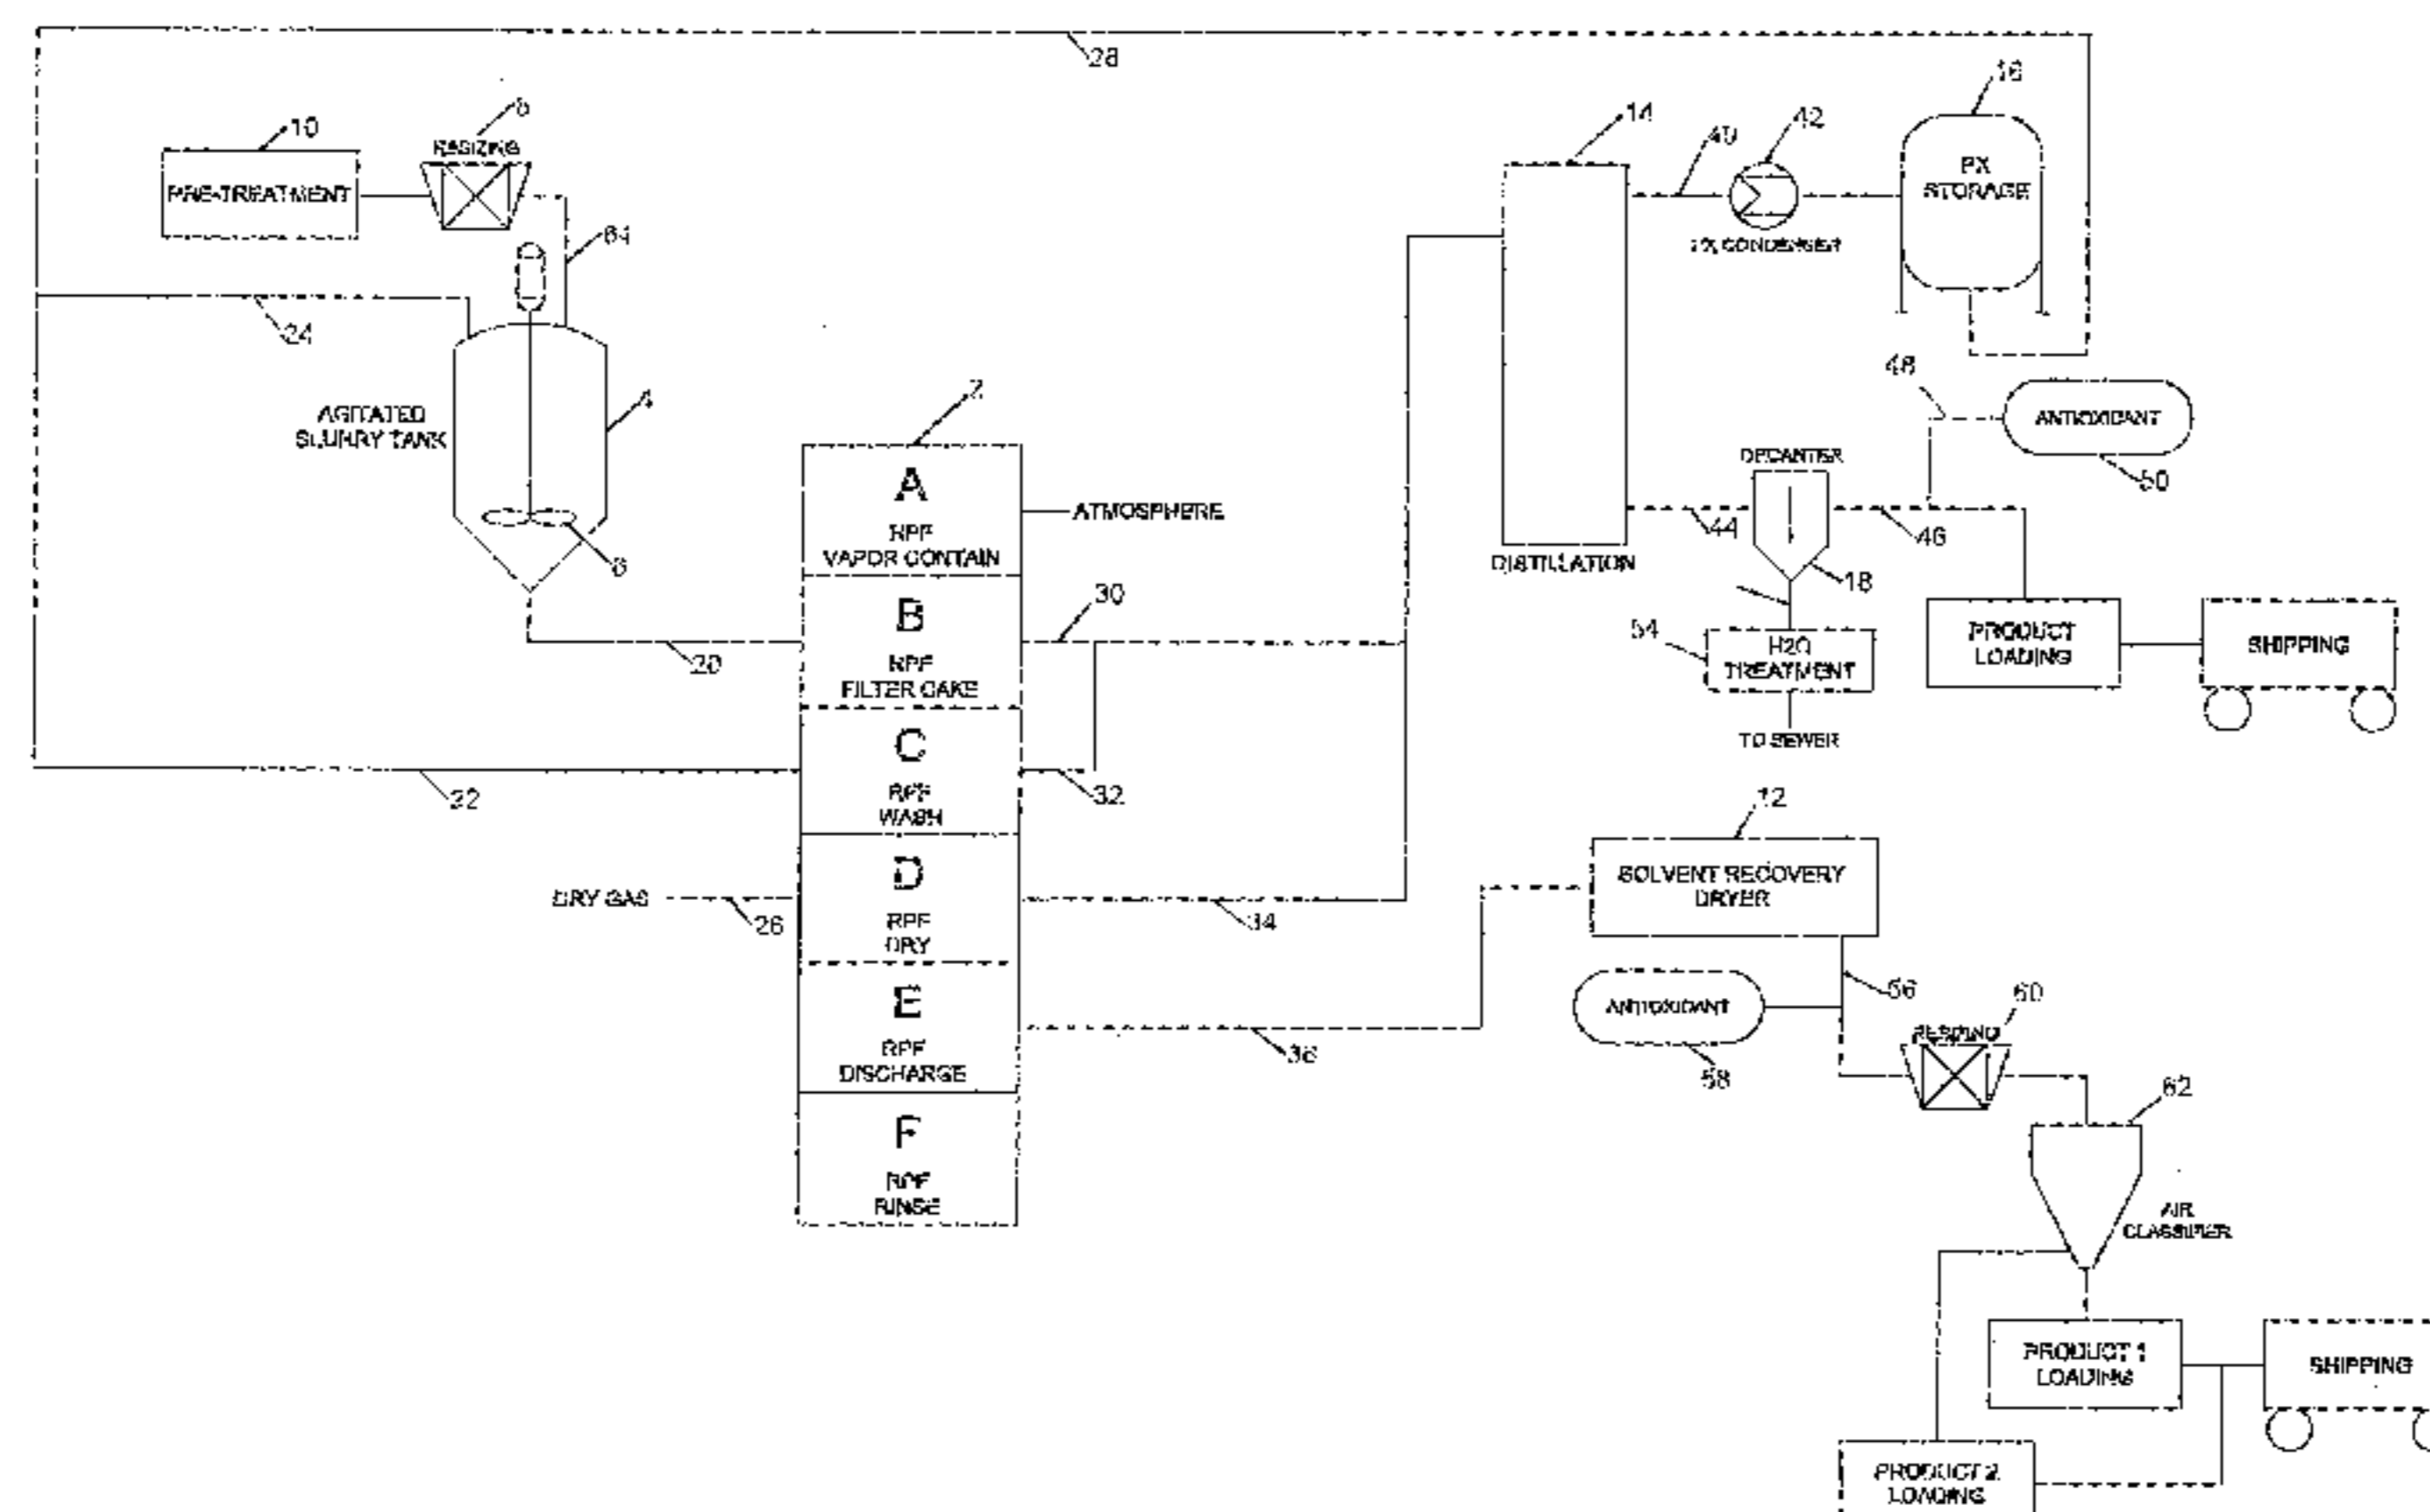 28
16
10
RESIZING
PRE-TREATMENT
64
24
AGITATED
SLURRY TANK
4
20
22
2
A
RPF
VAPOR CONTAIN
ATMOSPHERE
B
RPF
FILTER CAKE
30
C
RPF
WASH
32
DRY GAS
26
D
RPF
DRY
34
E
RPF
DISCHARGE
36
F
RPF
RINSE
14
40
42
PX
STORAGE
CONDENSER
DISTILLATION
48
ANTIOXIDANT
50
DECANTER
44
46
18
54
H2O
TREATMENT
TO SEWER
PRODUCT
LOADING
SHIPPING
12
SOLVENT RECOVERY
DRYER
ANTIOXIDANT
58
56
60
62
AIR
CLASSIFIER
PRODUCT 1
LOADING
SHIPPING
PRODUCT 2
LOADING